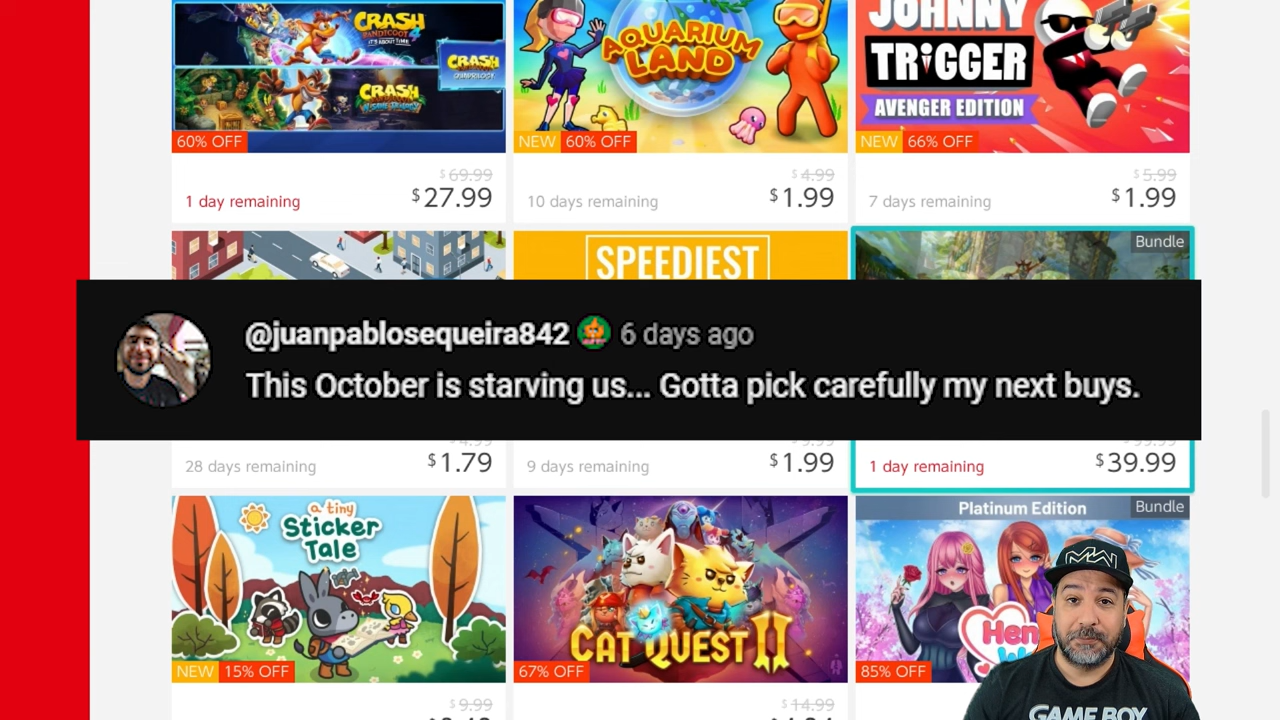 CRASH
BANDICOOT 4
IT'S ABOUT TIME
CRASH
QUADRILOGY
CRASH
60% OFF
$69.99
1 day remaining
$27.99
AQUARIUM
LAND
NEW 60% OFF
$4.99
10 days remaining
$1.99
JOHNNY
TRIGGER
AVENGER EDITION
NEW 66% OFF
$5.99
7 days remaining
$1.99
SPEEDIEST
Bundle
@juanpablosequeira842 6 days ago
This October is starving us... Gotta pick carefully my next buys.
28 days remaining
$1.79
9 days remaining
$1.99
1 day remaining
$39.99
a tiny
Sticker
Tale
NEW 15% OFF
$9.99
CAT QUEST II
67% OFF
$14.99
Platinum Edition
Bundle
85% OFF
GAME BOY